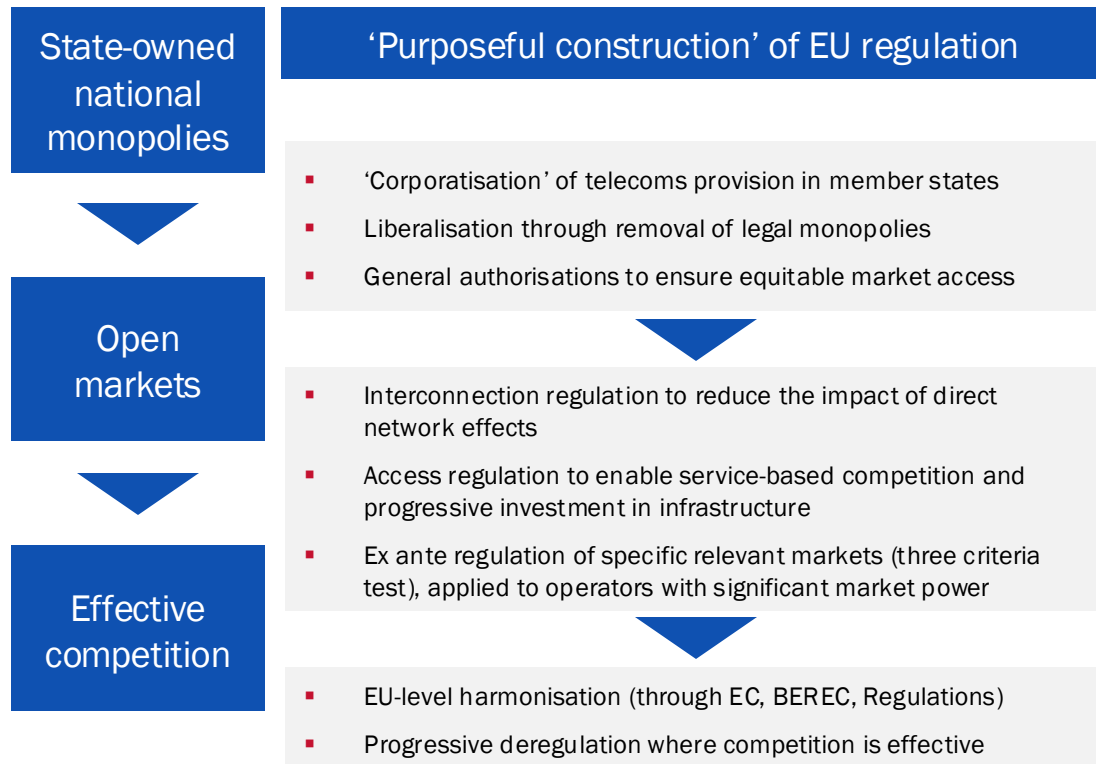 State-owned
national
monopolies
Open
markets
Effective
competition
‘Purposeful construction’ of EU regulation
▪ ‘Corporatisation’ of telecoms provision in member states
▪ Liberalisation through removal of legal monopolies
▪ General authorisations to ensure equitable market access
▪ Interconnection regulation to reduce the impact of direct
network effects
▪ Access regulation to enable service-based competition and
progressive investment in infrastructure
▪ Ex ante regulation of specific relevant markets (three criteria
test), applied to operators with significant market power
▪ EU-level harmonisation (through EC, BEREC, Regulations)
▪ Progressive deregulation where competition is effective